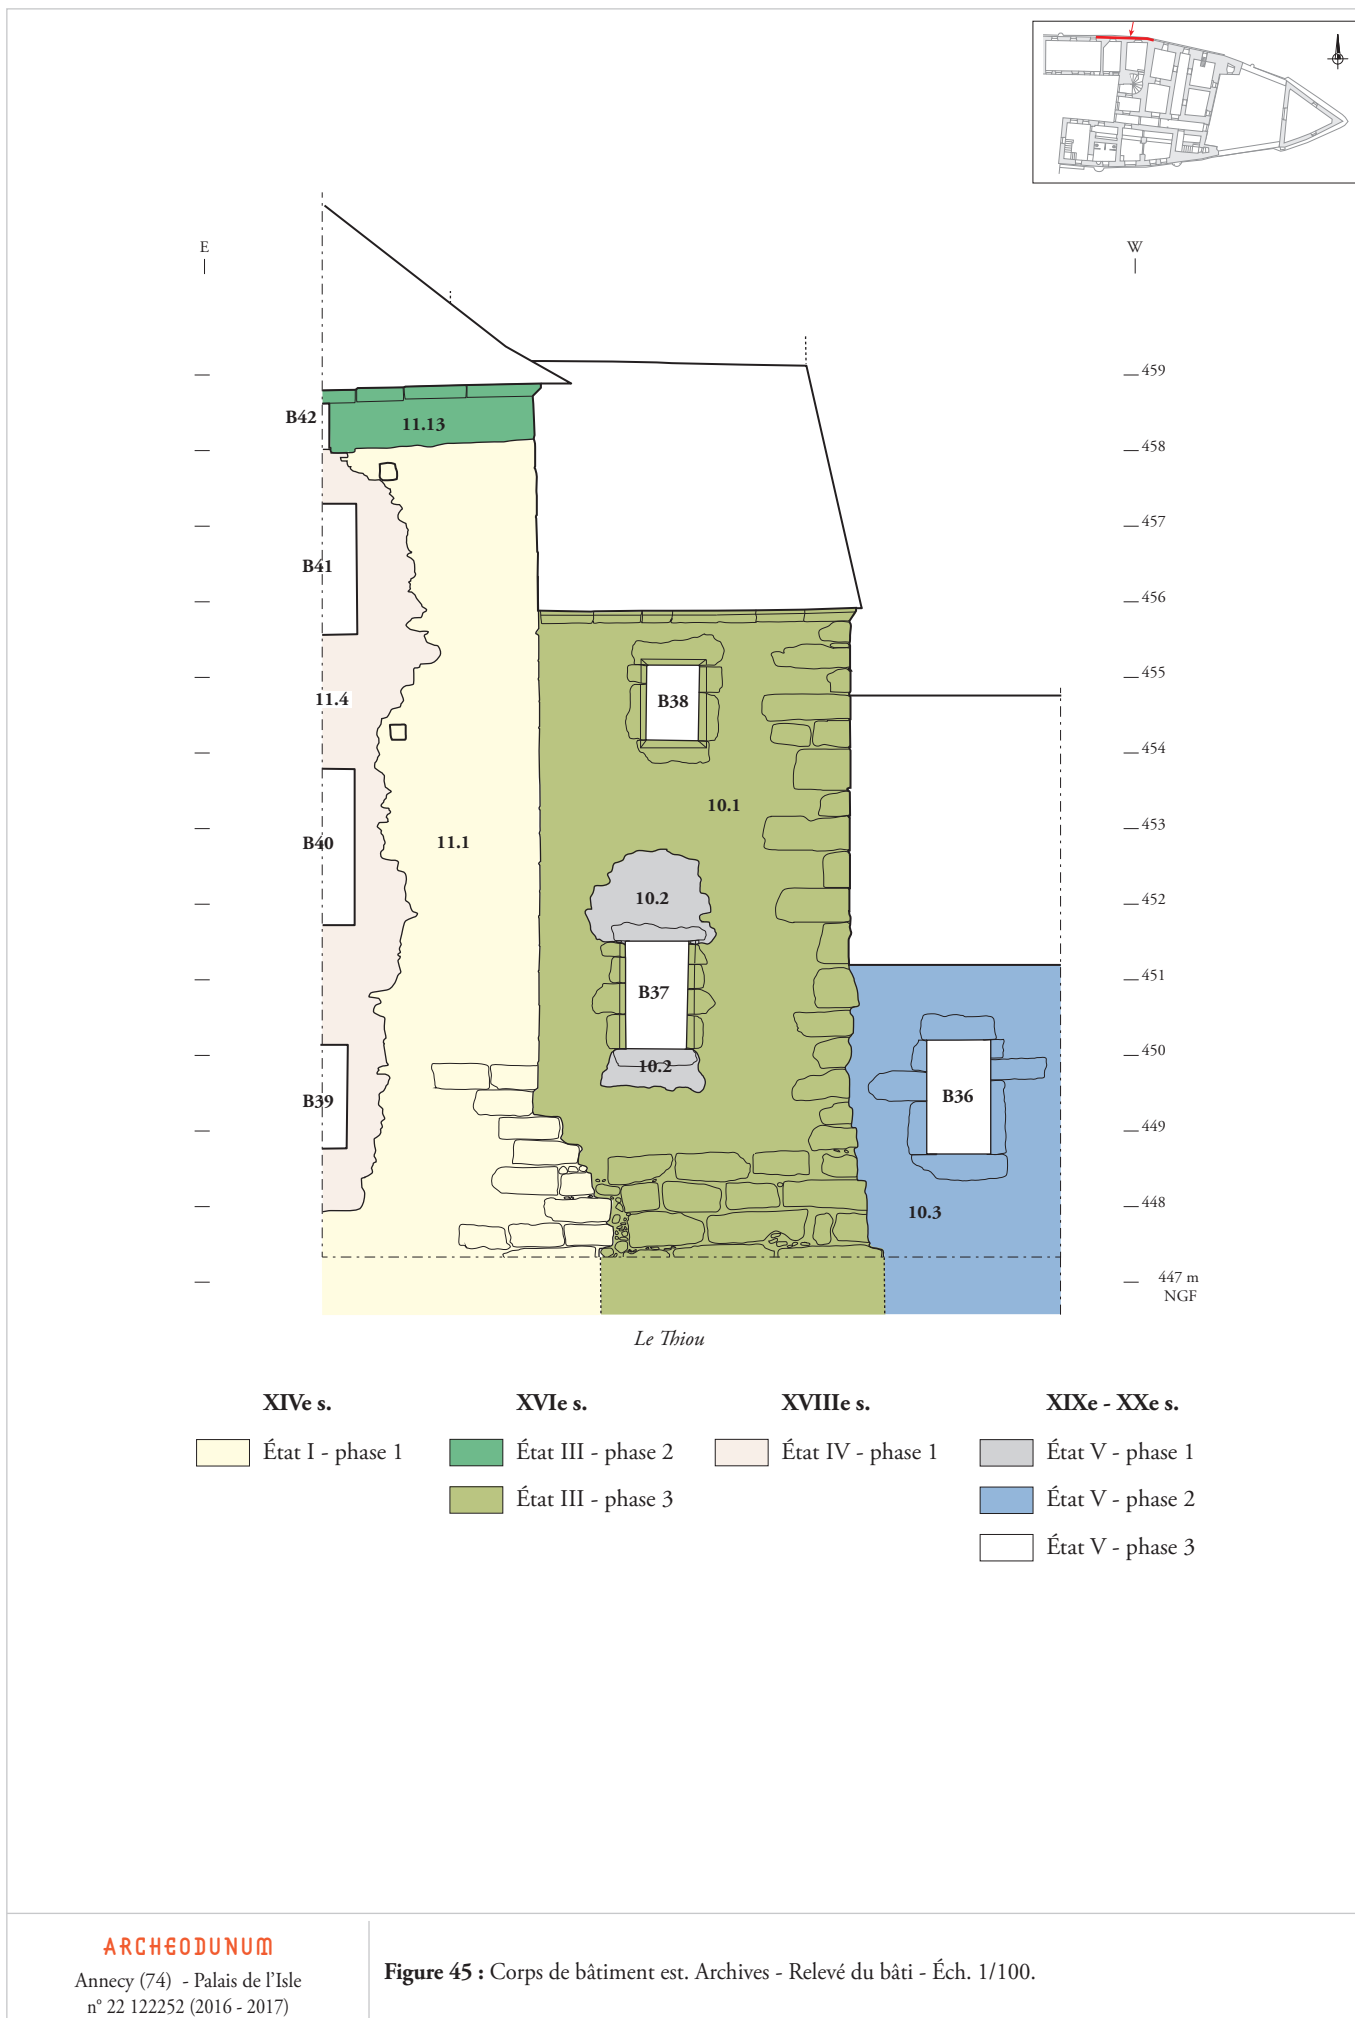 E
W
459
B42
11.13
458
457
B41
456
455
B38
11.4
454
10.1
453
B40
11.1
10.2
452
451
B37
450
10.2
B39
B36
449
448
10.3
447 m
NGF
Le Thiou
XIVe s.
XVIe s.
XVIIIe s.
XIXe - XXe s.
État I - phase 1
État III - phase 2
État IV - phase 1
État V - phase 1
État III - phase 3
État V - phase 2
État V - phase 3
ARCHEODUNUM
Annecy (74) - Palais de l'Isle
n° 22 122252 (2016 - 2017)
Figure 45 : Corps de bâtiment est. Archives - Relevé du bâti - Éch. 1/100.